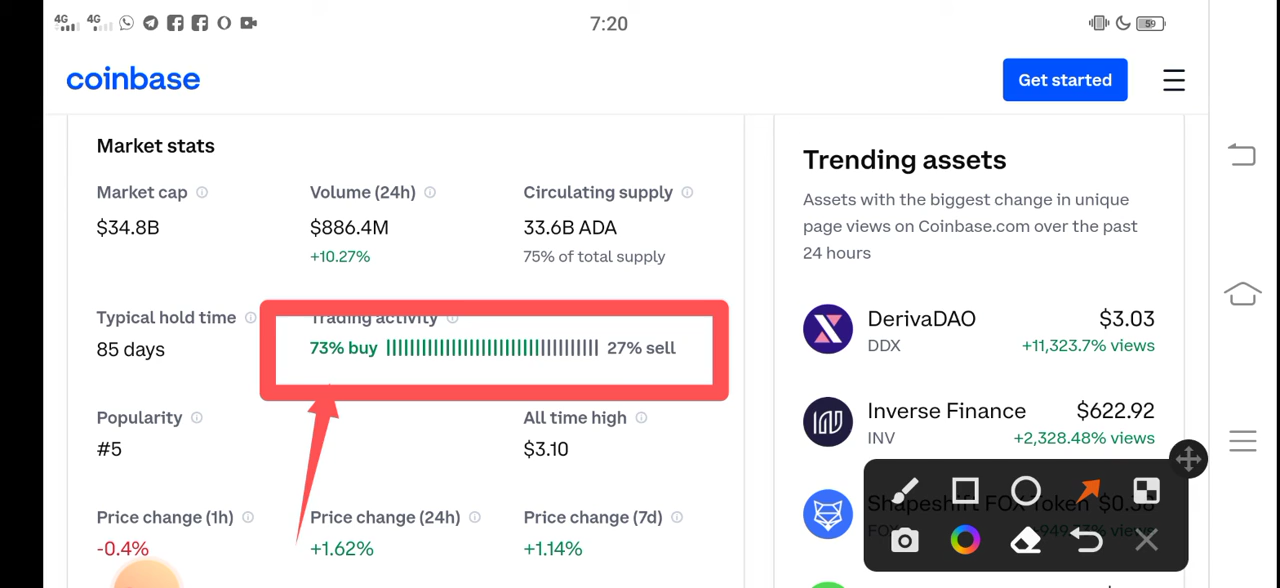 4G 4G 7:20 59
coinbase
Get started
Market stats
Market cap
$34.8B
Volume (24h)
$886.4M
+10.27%
Circulating supply
33.6B ADA
75% of total supply
Typical hold time
85 days
Trading activity
73% buy 27% sell
Popularity
#5
All time high
$3.10
Price change (1h)
-0.4%
Price change (24h)
+1.62%
Price change (7d)
+1.14%
Trending assets
Assets with the biggest change in unique
page views on Coinbase.com over the past
24 hours
DerivaDAO $3.03
DDX +11,323.7% views
Inverse Finance $622.92
INV +2,328.48% views
Shapeshift FOX Token